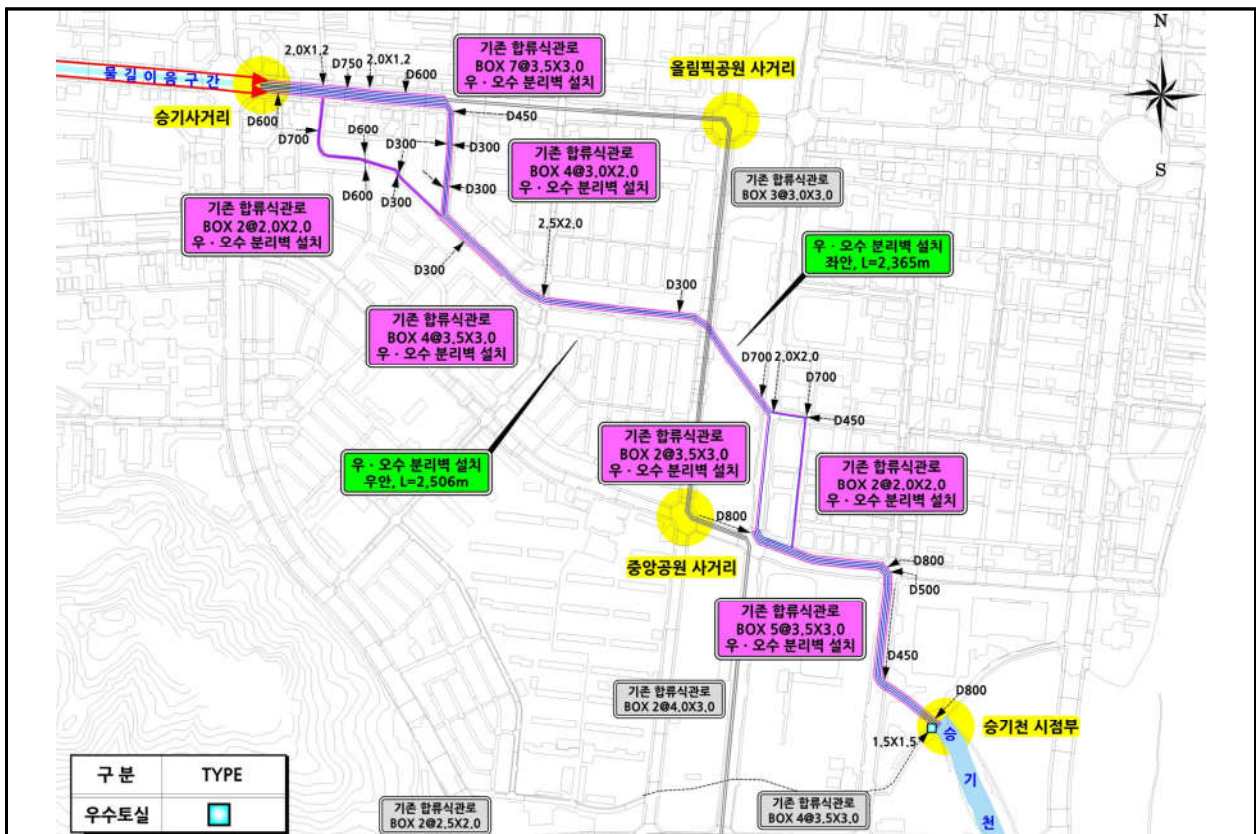 N
S
물길이음구간
승기사거리
올림픽공원 사거리
2.0X1.2
D750
2.0X1.2
D600
기존 합류식관로
BOX 7@3.5X3.0
우·오수 분리벽 설치
D600
D700
D600
D300
D450
D300
D300
D600
D300
기존 합류식관로
BOX 4@3.0X2.0
우·오수 분리벽 설치
기존 합류식관로
BOX 3@3.0X3.0
기존 합류식관로
BOX 2@2.0X2.0
우·오수 분리벽 설치
2.5X2.0
D300
D300
우·오수 분리벽 설치
좌안, L=2,365m
기존 합류식관로
BOX 4@3.5X3.0
우·오수 분리벽 설치
D700
2.0X2.0
D700
D450
기존 합류식관로
BOX 2@3.5X3.0
우·오수 분리벽 설치
우·오수 분리벽 설치
우안, L=2,506m
기존 합류식관로
BOX 2@2.0X2.0
우·오수 분리벽 설치
D800
중앙공원 사거리
D800
D500
기존 합류식관로
BOX 5@3.5X3.0
우·오수 분리벽 설치
D450
D800
기존 합류식관로
BOX 2@4.0X3.0
승기천 시점부
1.5X1.5
승
기
천
구 분 TYPE
우수토실
기존 합류식관로
BOX 2@2.5X2.0
기존 합류식관로
BOX 4@3.5X3.0